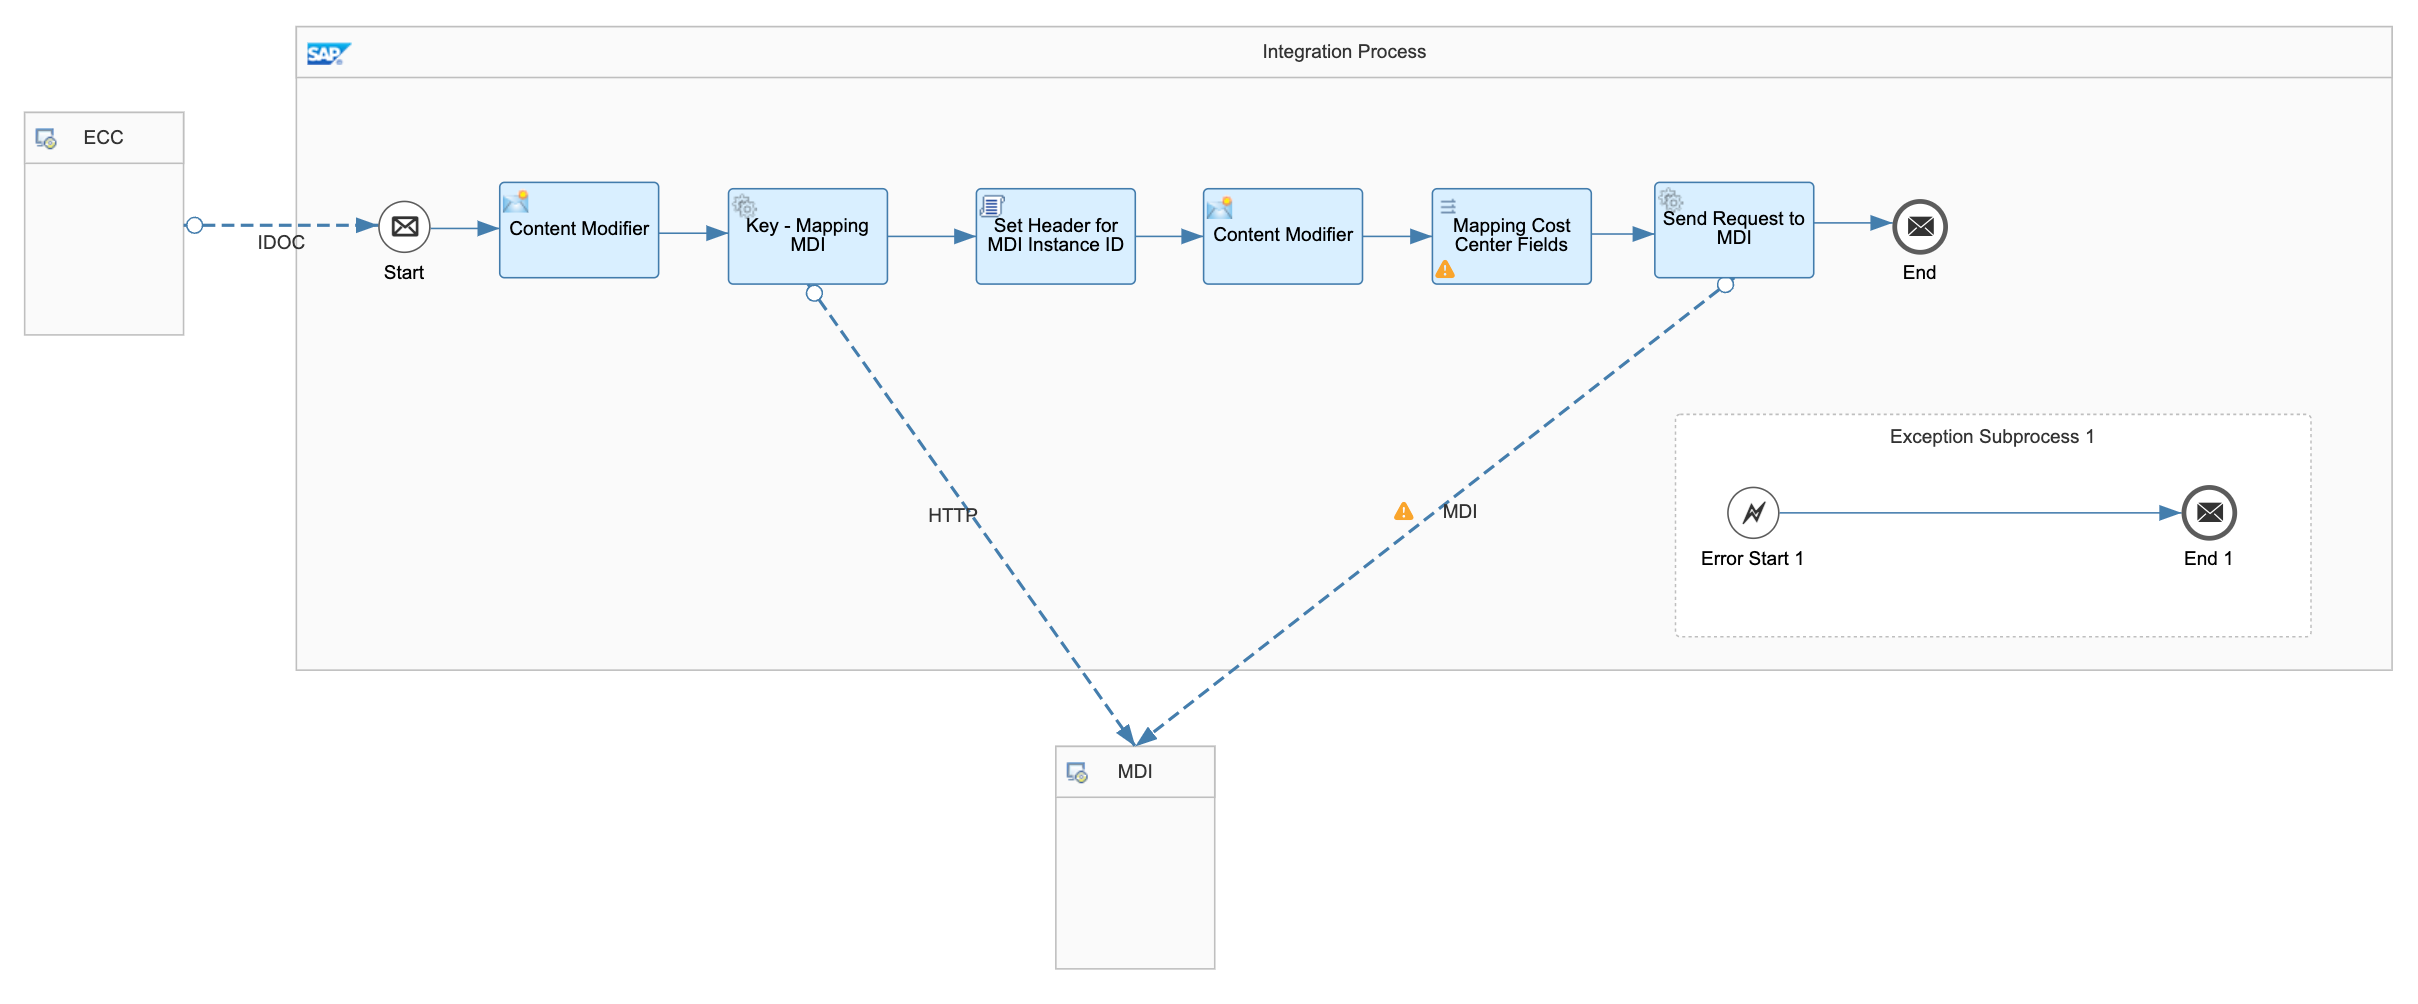 SAP
Integration Process
ECC
IDOC
Start
Content Modifier
Key - Mapping
MDI
Set Header for
MDI Instance ID
Content Modifier
Mapping Cost
Center Fields
Send Request to
MDI
End
HTTP
MDI
Exception Subprocess 1
Error Start 1
End 1
MDI